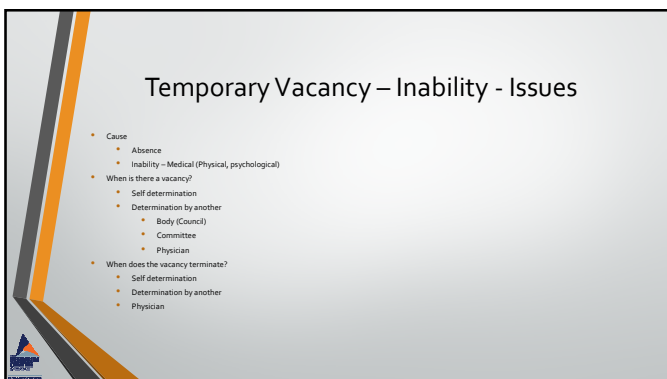 Temporary Vacancy – Inability - Issues
• Cause
• Absence
• Inability – Medical (Physical, psychological)
• When is there a vacancy?
• Self determination
• Determination by another
• Body (Council)
• Committee
• Physician
• When does the vacancy terminate?
• Self determination
• Determination by another
• Physician